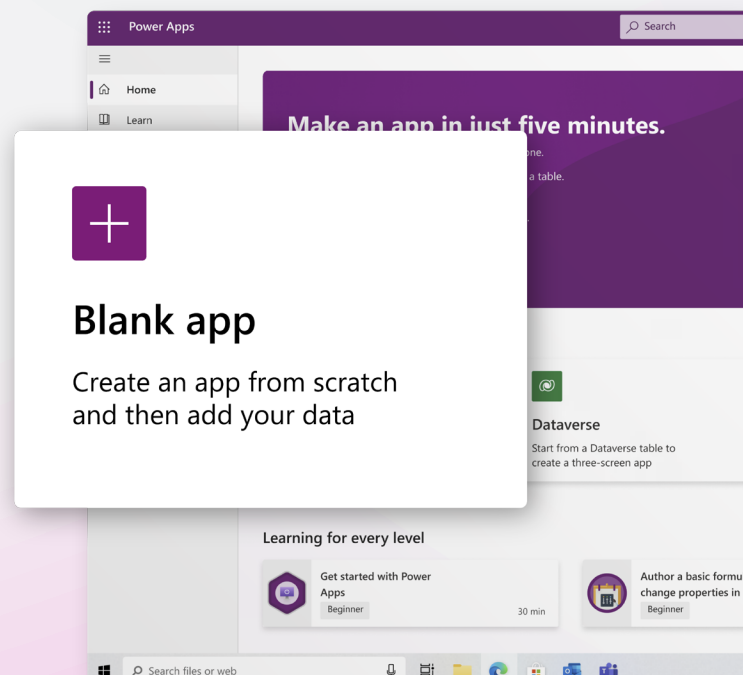 Power Apps
Search
Home
Learn
Make an app in just five minutes.
one.
a table.
Blank app
Create an app from scratch
and then add your data
Dataverse
Start from a Dataverse table to
create a three-screen app
Learning for every level
Get started with Power
Apps
Beginner
30 min
Author a basic formu
change properties in
Beginner
Search files or web